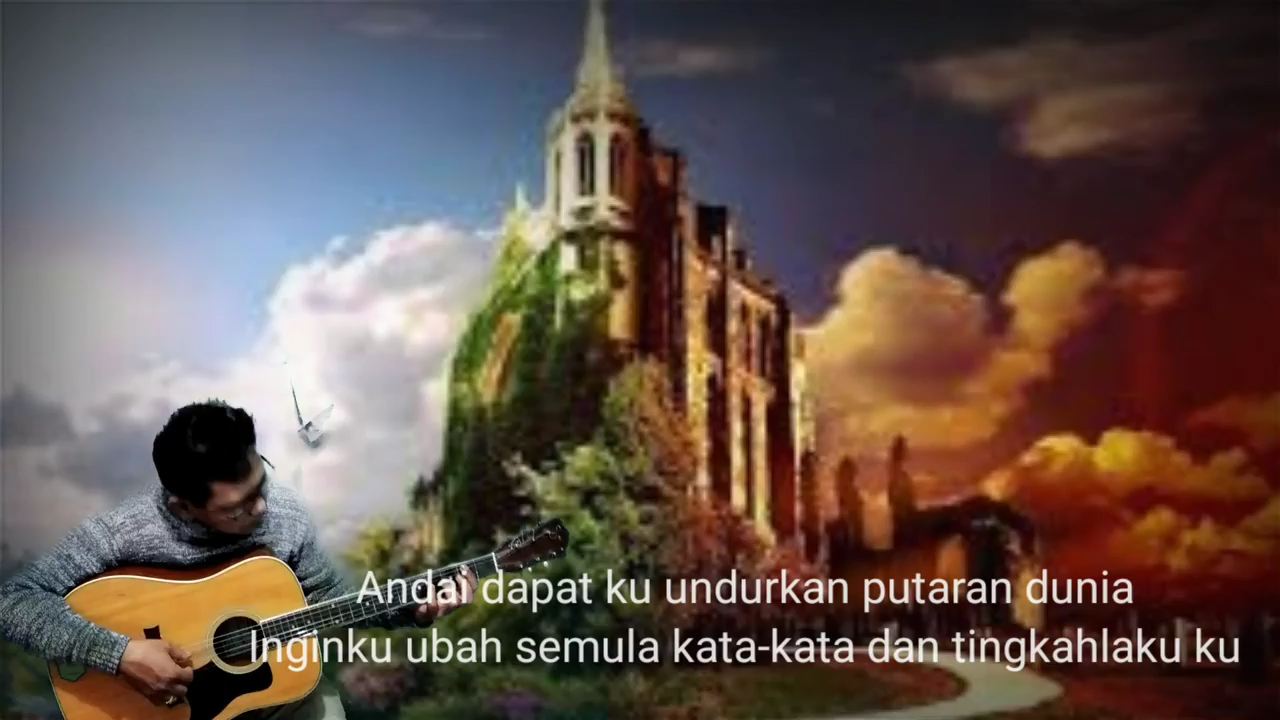 Andai dapat ku undurkan putaran dunia
Inginku ubah semula kata-kata dan tingkahlaku ku